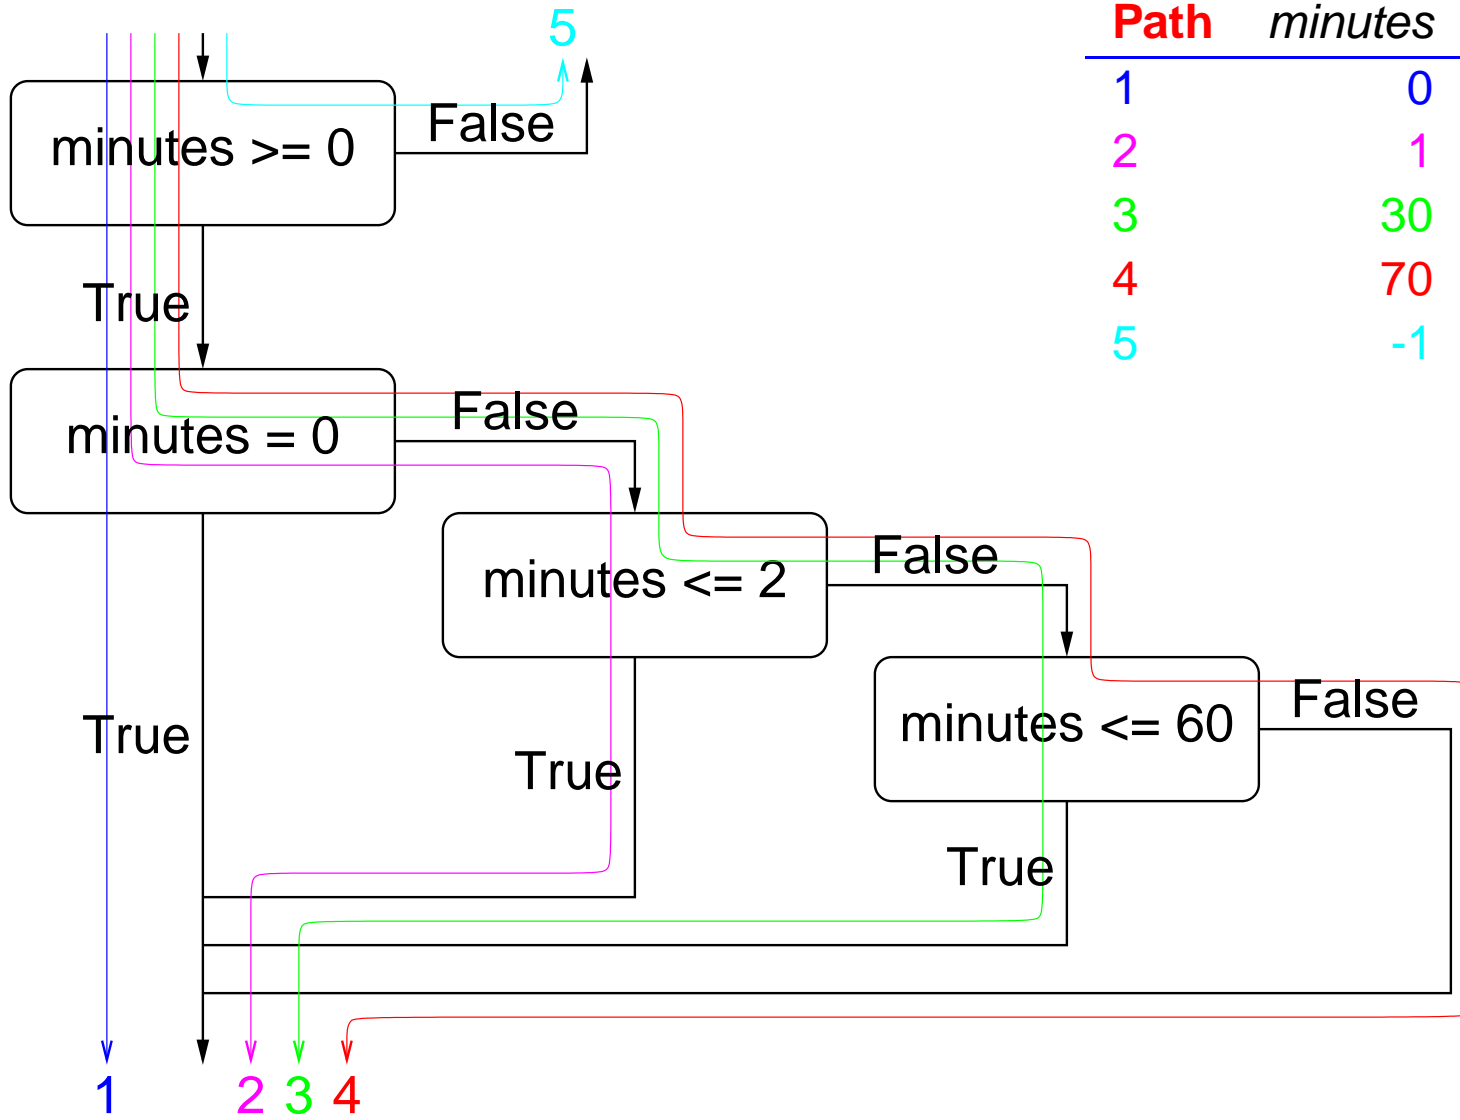 5
Path minutes
1 0
2 1
3 30
4 70
5 -1
minutes >= 0
False
True
minutes = 0
False
minutes <= 2
False
minutes <= 60
False
True
True
True
1 2 3 4